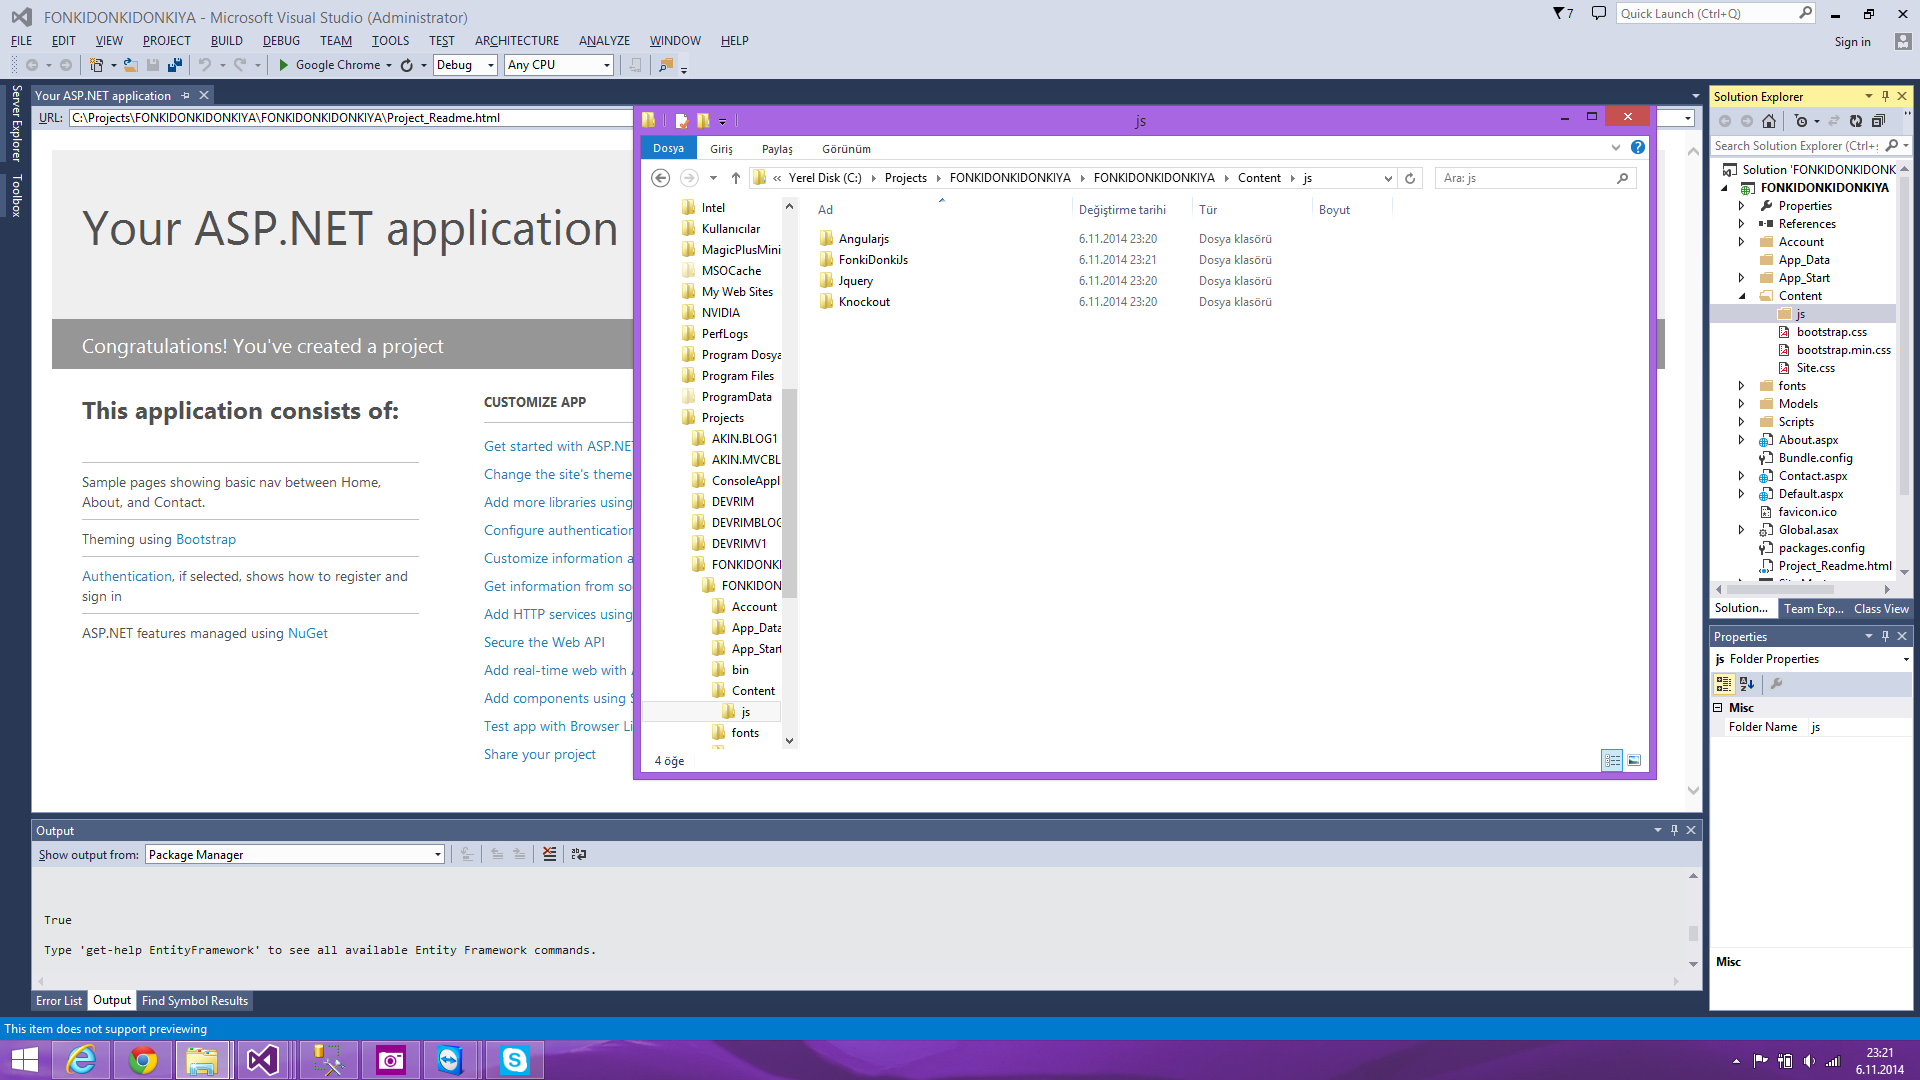 FONKIDONKIDONKIYA - Microsoft Visual Studio (Administrator)
7
Quick Launch (Ctrl+Q)
FILE EDIT VIEW PROJECT BUILD DEBUG TEAM TOOLS TEST ARCHITECTURE ANALYZE WINDOW HELP
Sign in
Google Chrome Debug Any CPU
Server Explorer
Toolbox
Your ASP.NET application
URL: C:\Projects\FONKIDONKIDONKIYA\FONKIDONKIDONKIYA\Project_Readme.html
Your ASP.NET application
Congratulations! You've created a project
This application consists of:
Sample pages showing basic nav between Home,
About, and Contact.
Theming using Bootstrap
Authentication, if selected, shows how to register and
sign in
ASP.NET features managed using NuGet
CUSTOMIZE APP
Get started with ASP.NE
Change the site's theme
Add more libraries using
Configure authentication
Customize information a
Get information from so
Add HTTP services using
Secure the Web API
Add real-time web with
Add components using
Test app with Browser Li
Share your project
js
Dosya Giriş Paylaş Görünüm
« Yerel Disk (C:) Projects FONKIDONKIDONKIYA FONKIDONKIDONKIYA Content js
Ara: js
Intel
Kullanıcılar
MagicPlusMini
MSOCache
My Web Sites
NVIDIA
PerfLogs
Program Dosya
Program Files
ProgramData
Projects
AKIN.BLOG1
AKIN.MVCBL
ConsoleAppl
DEVRIM
DEVRIMBLOG
DEVRIMV1
FONKIDONKI
FONKIDON
Account
App_Data
App_Start
bin
Content
js
fonts
Ad Değiştirme tarihi Tür Boyut
Angularjs 6.11.2014 23:20 Dosya klasörü
FonkiDonkiJs 6.11.2014 23:21 Dosya klasörü
Jquery 6.11.2014 23:20 Dosya klasörü
Knockout 6.11.2014 23:20 Dosya klasörü
4 öğe
Solution Explorer
Search Solution Explorer (Ctrl+
Solution 'FONKIDONKIDONK
FONKIDONKIDONKIYA
Properties
References
Account
App_Data
App_Start
Content
js
bootstrap.css
bootstrap.min.css
Site.css
fonts
Models
Scripts
About.aspx
Bundle.config
Contact.aspx
Default.aspx
favicon.ico
Global.asax
packages.config
Project_Readme.html
Solution... Team Exp... Class View
Properties
js Folder Properties
Misc
Folder Name js
Misc
Output
Show output from: Package Manager
True
Type 'get-help EntityFramework' to see all available Entity Framework commands.
Error List Output Find Symbol Results
This item does not support previewing
23:21
6.11.2014